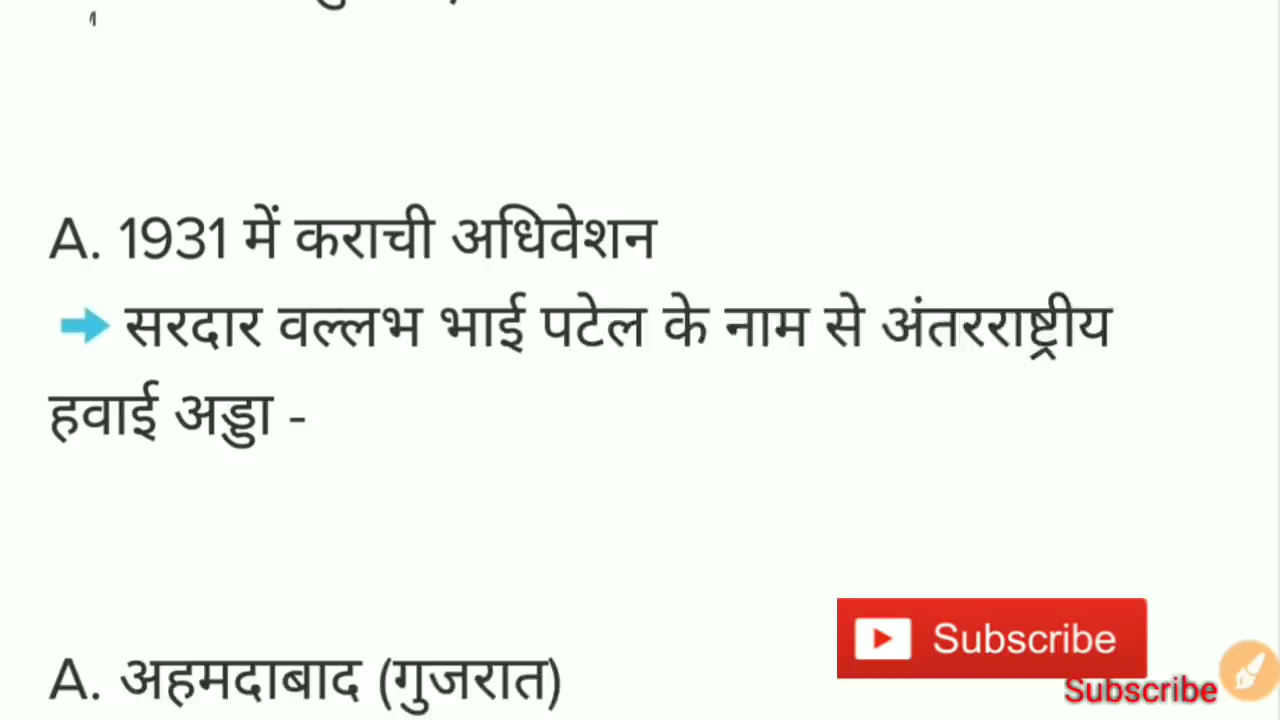 A. 1931 में कराची अधिवेशन
सरदार वल्लभ भाई पटेल के नाम से अंतरराष्ट्रीय
हवाई अड्डा -
A. अहमदाबाद (गुजरात)
Subscribe
Subscribe